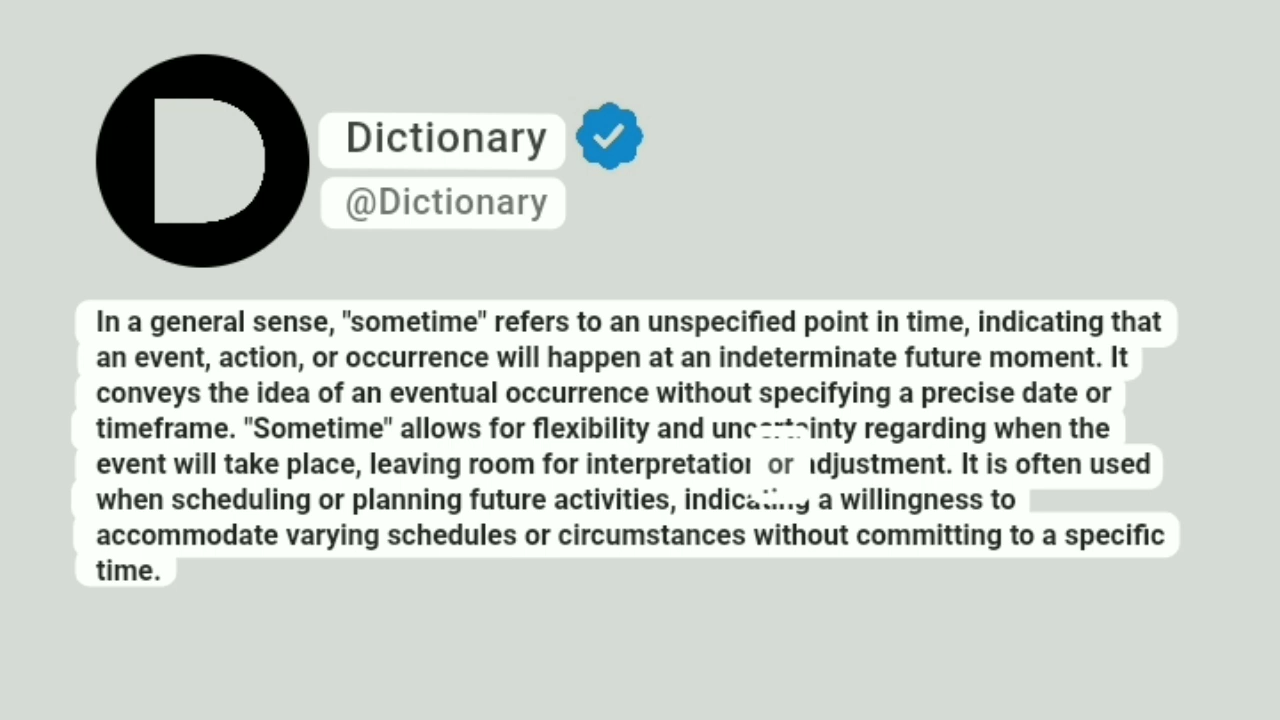 D
Dictionary
@Dictionary
In a general sense, "sometime" refers to an unspecified point in time, indicating that
an event, action, or occurrence will happen at an indeterminate future moment. It
conveys the idea of an eventual occurrence without specifying a precise date or
timeframe. "Sometime" allows for flexibility and uncertainty regarding when the
event will take place, leaving room for interpretation or adjustment. It is often used
when scheduling or planning future activities, indicating a willingness to
accommodate varying schedules or circumstances without committing to a specific
time.